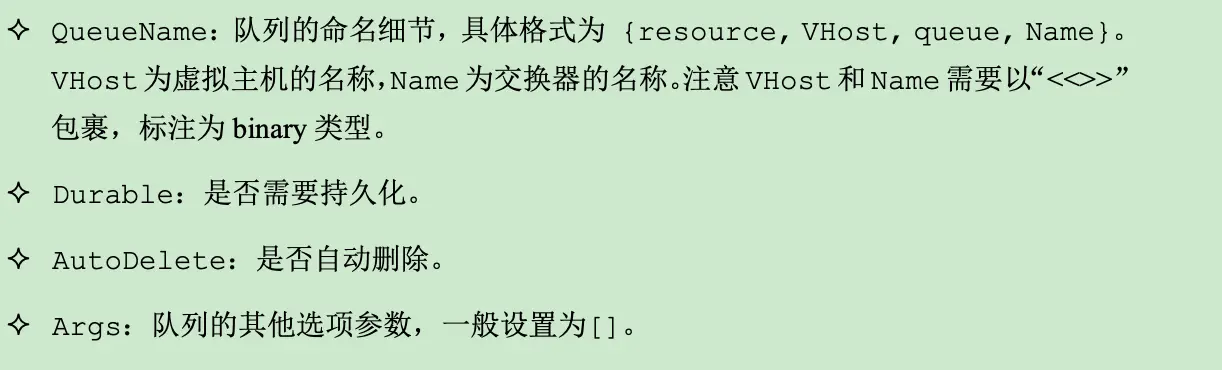 ✧ QueueName：队列的命名细节，具体格式为 {resource, VHost, queue, Name}。
VHost 为虚拟主机的名称，Name 为交换器的名称。注意 VHost 和 Name 需要以“<<>>”
包裹，标注为 binary 类型。
✧ Durable：是否需要持久化。
✧ AutoDelete：是否自动删除。
✧ Args：队列的其他选项参数，一般设置为[]。